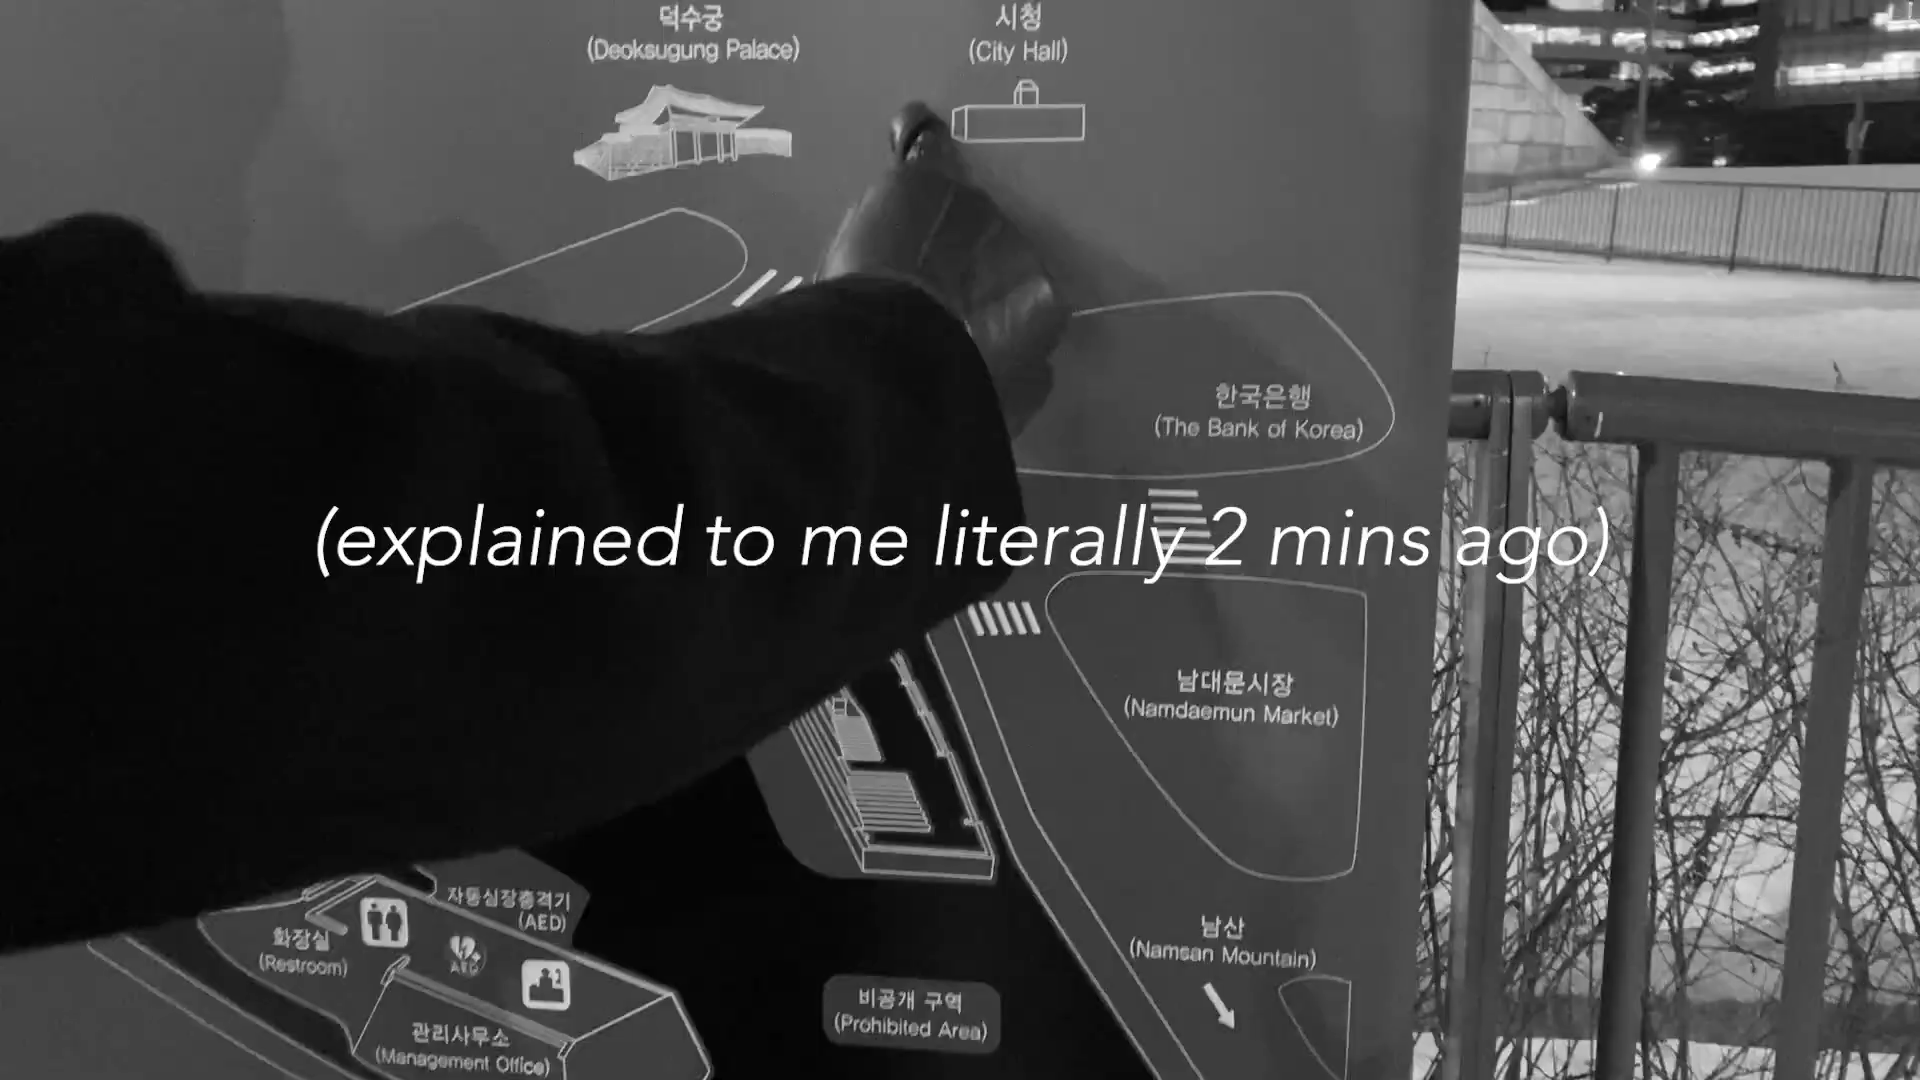 덕수궁
(Deoksugung Palace)
시청
(City Hall)
한국은행
(The Bank of Korea)
(explained to me literally 2 mins ago)
남대문시장
(Namdaemun Market)
자동심장충격기
(AED)
화장실
(Restroom)
AED
남산
(Namsan Mountain)
비공개 구역
(Prohibited Area)
관리사무소
(Management Office)